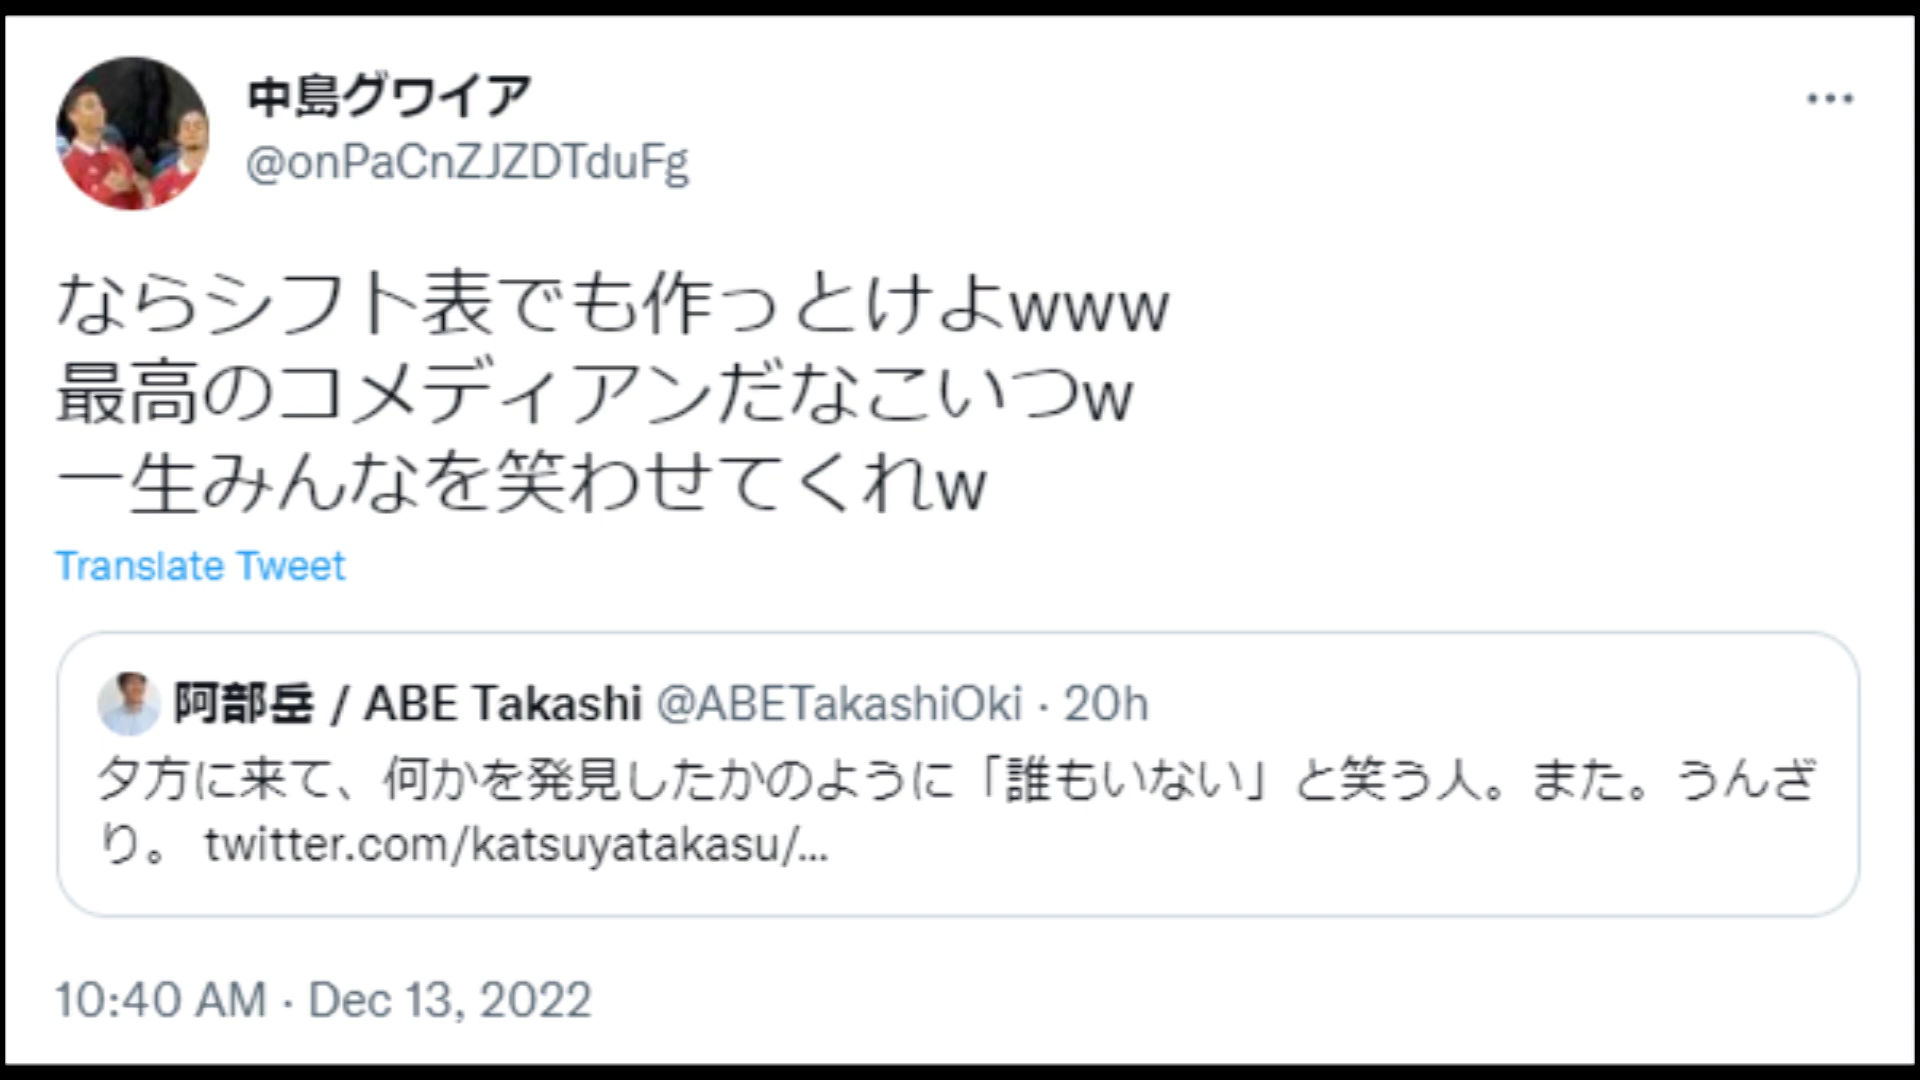 中島グワイア
@onPaCnZJZDTduFg
ならシフト表でも作っとけよwww
最高のコメディアンだなこいつw
一生みんなを笑わせてくれw
Translate Tweet
阿部岳 / ABE Takashi @ABETakashiOki · 20h
夕方に来て、何かを発見したかのように「誰もいない」と笑う人。また。うんざ
り。 twitter.com/katsuyatakasu/...
10:40 AM · Dec 13, 2022